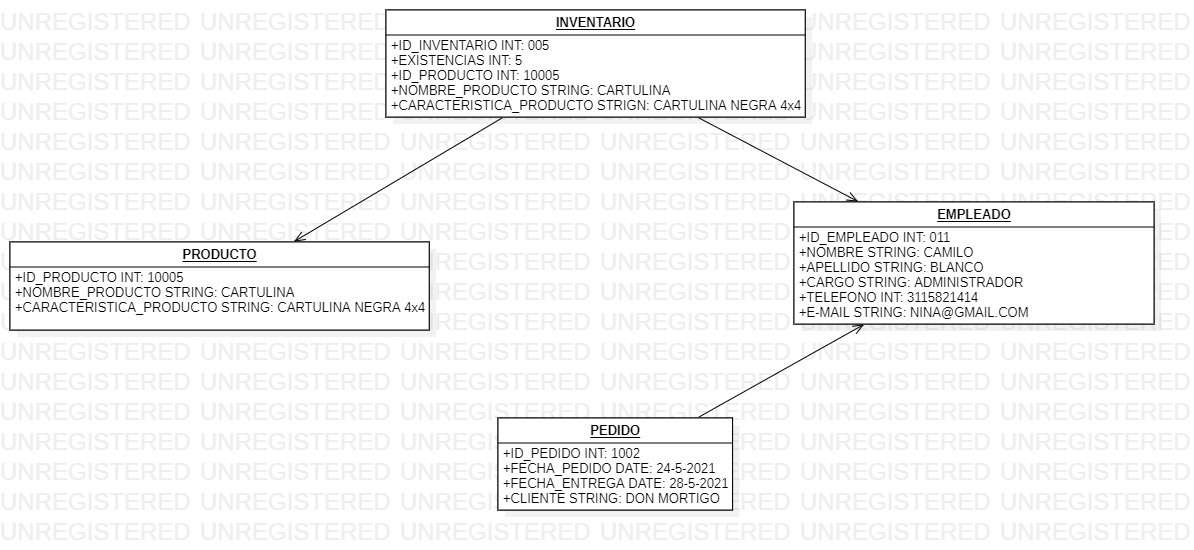 INVENTARIO
+ID_INVENTARIO INT: 005
+EXISTENCIAS INT: 5
+ID_PRODUCTO INT: 10005
+NOMBRE_PRODUCTO STRING: CARTULINA
+CARACTERISTICA_PRODUCTO STRIGN: CARTULINA NEGRA 4x4
EMPLEADO
+ID_EMPLEADO INT: 011
+NOMBRE STRING: CAMILO
+APELLIDO STRING: BLANCO
+CARGO STRING: ADMINISTRADOR
+TELEFONO INT: 3115821414
+E-MAIL STRING: NINA@GMAIL.COM
PRODUCTO
+ID_PRODUCTO INT: 10005
+NOMBRE_PRODUCTO STRING: CARTULINA
+CARACTERISTICA_PRODUCTO STRING: CARTULINA NEGRA 4x4
PEDIDO
+ID_PEDIDO INT: 1002
+FECHA_PEDIDO DATE: 24-5-2021
+FECHA_ENTREGA DATE: 28-5-2021
+CLIENTE STRING: DON MORTIGO
UNREGISTERED UNREGISTERED UNREGISTERED UNREGISTERED UNREGISTERED UNREGISTERED